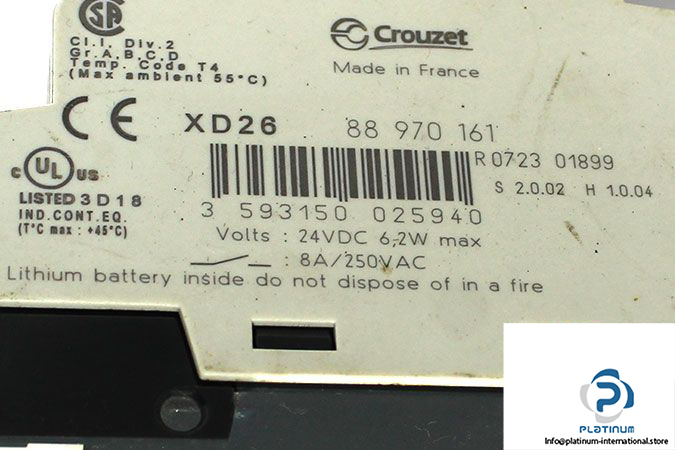 CSA
Cl.I, Div.2
Gr.A,B,C,D
Temp. Code T4
(Max ambient 55°C)
Crouzet
Made in France
CE
XD26
88 970 161
R 0723 01899
S 2.0.02 H 1.0.04
c UL us
LISTED 3D18
IND.CONT.EQ.
(T°C max : +45°C)
3 593150 025940
Volts : 24VDC 6,2W max
: 8A/250VAC
Lithium battery inside do not dispose of in a fire
PLATINUM
Info@platinum-international.store